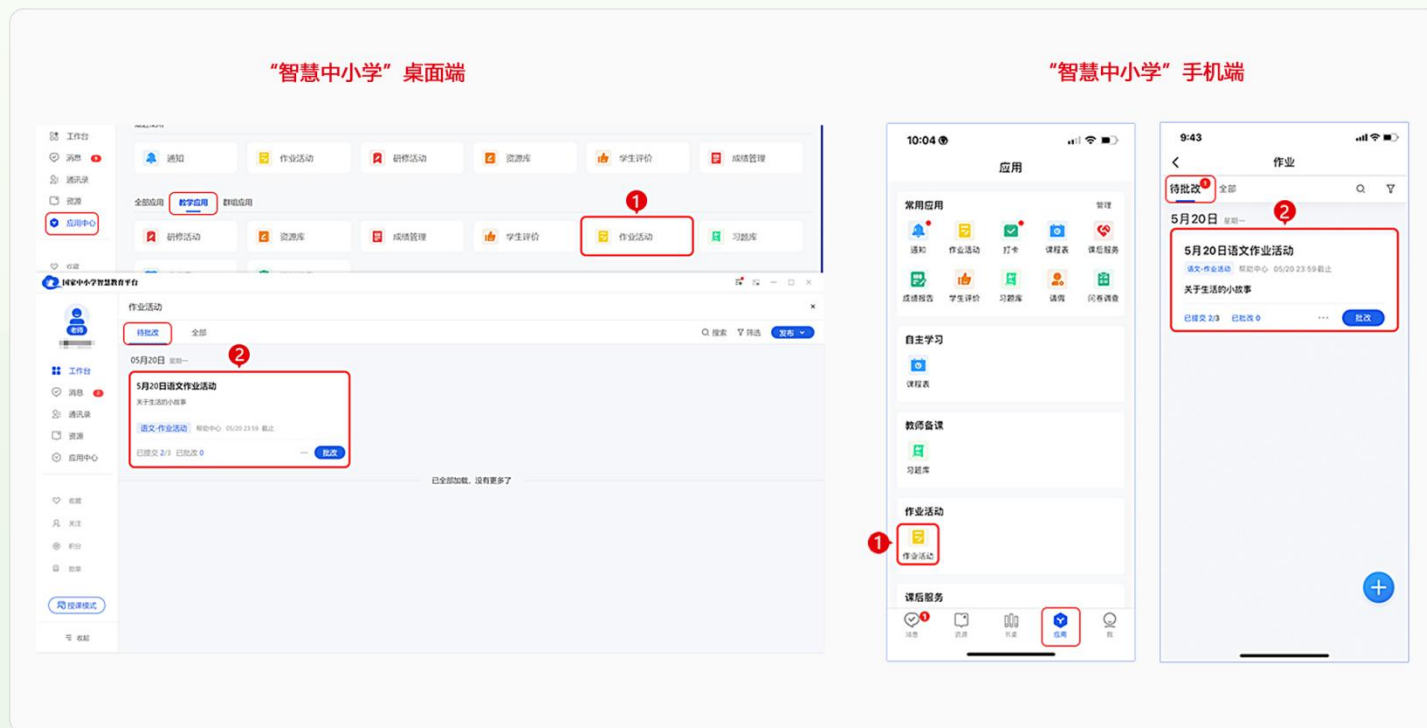 “智慧中小学”桌面端
工作台
消息
通讯录
资源
应用中心
收藏
通知
作业活动
研修活动
资源库
学生评价
成绩管理
全部应用 教学应用 群组应用
1
研修活动
资源库
成绩管理
学生评价
作业活动
习题库
国家中小学智慧教育平台
老师
工作台
消息 2
通讯录
资源
应用中心
收藏
关注
积分
勋章
授课模式
收起
作业活动
待批改 全部
搜索 筛选 发布
05月20日 星期一
2
5月20日语文作业活动
关于生活的小故事
语文-作业活动 帮助中心 05/20 23:59 截止
已提交 2/3 已批改 0 ... 批改
已全部加载，没有更多了
“智慧中小学”手机端
10:04
应用
常用应用 管理
通知 作业活动 打卡 课程表 课后服务
成绩报告 学生评价 习题库 请假 问卷调查
自主学习
课程表
教师备课
习题库
作业活动
1
作业活动
课后服务
1
消息 资源 书桌 应用 我
9:43
作业
待批改 1 全部
5月20日 星期一
2
5月20日语文作业活动
语文-作业活动 帮助中心 05/20 23:59截止
关于生活的小故事
已提交 2/3 已批改 0 ... 批改